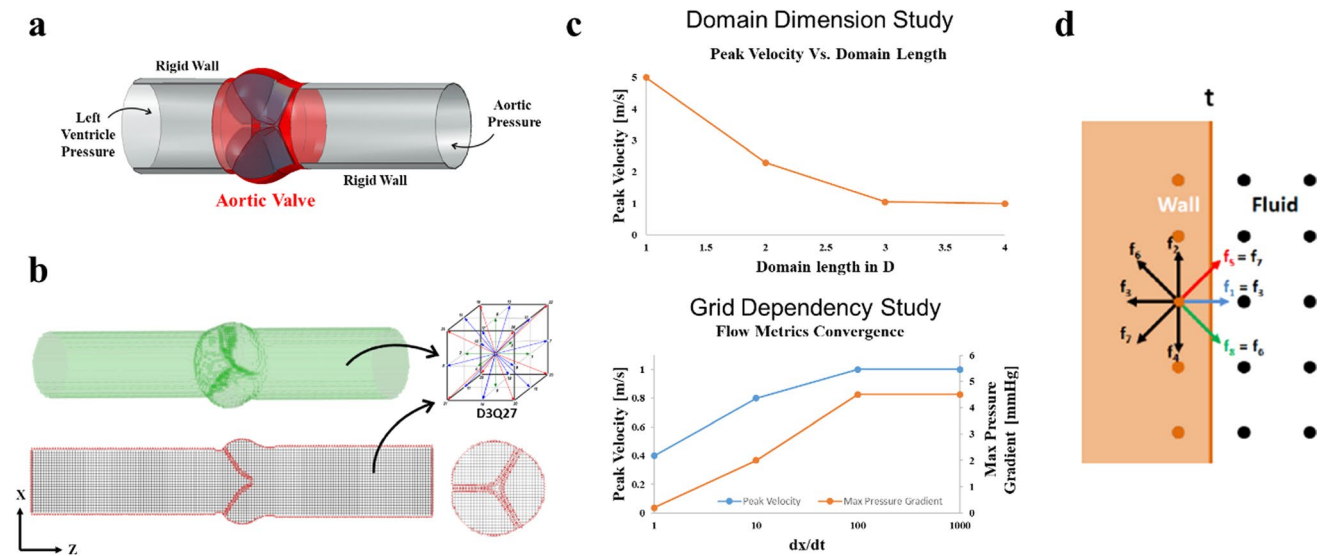 a
Rigid Wall
Left
Ventricle
Pressure
Aortic
Pressure
Rigid Wall
Aortic Valve
b
D3Q27
X
Z
c
Domain Dimension Study
Peak Velocity Vs. Domain Length
Peak Velocity [m/s]
5
4
3
2
1
0
1
1.5
2
2.5
3
3.5
4
Domain length in D
Grid Dependency Study
Flow Metrics Convergence
Peak Velocity [m/s]
1
0.8
0.6
0.4
0.2
0
Max Pressure
Gradient [mmHg]
6
5
4
3
2
1
0
Peak Velocity
Max Pressure Gradient
1
10
100
1000
dx/dt
d
t
Wall
Fluid
f6
f2
f5 = f7
f3
f1 = f3
f7
f4
f8 = f6